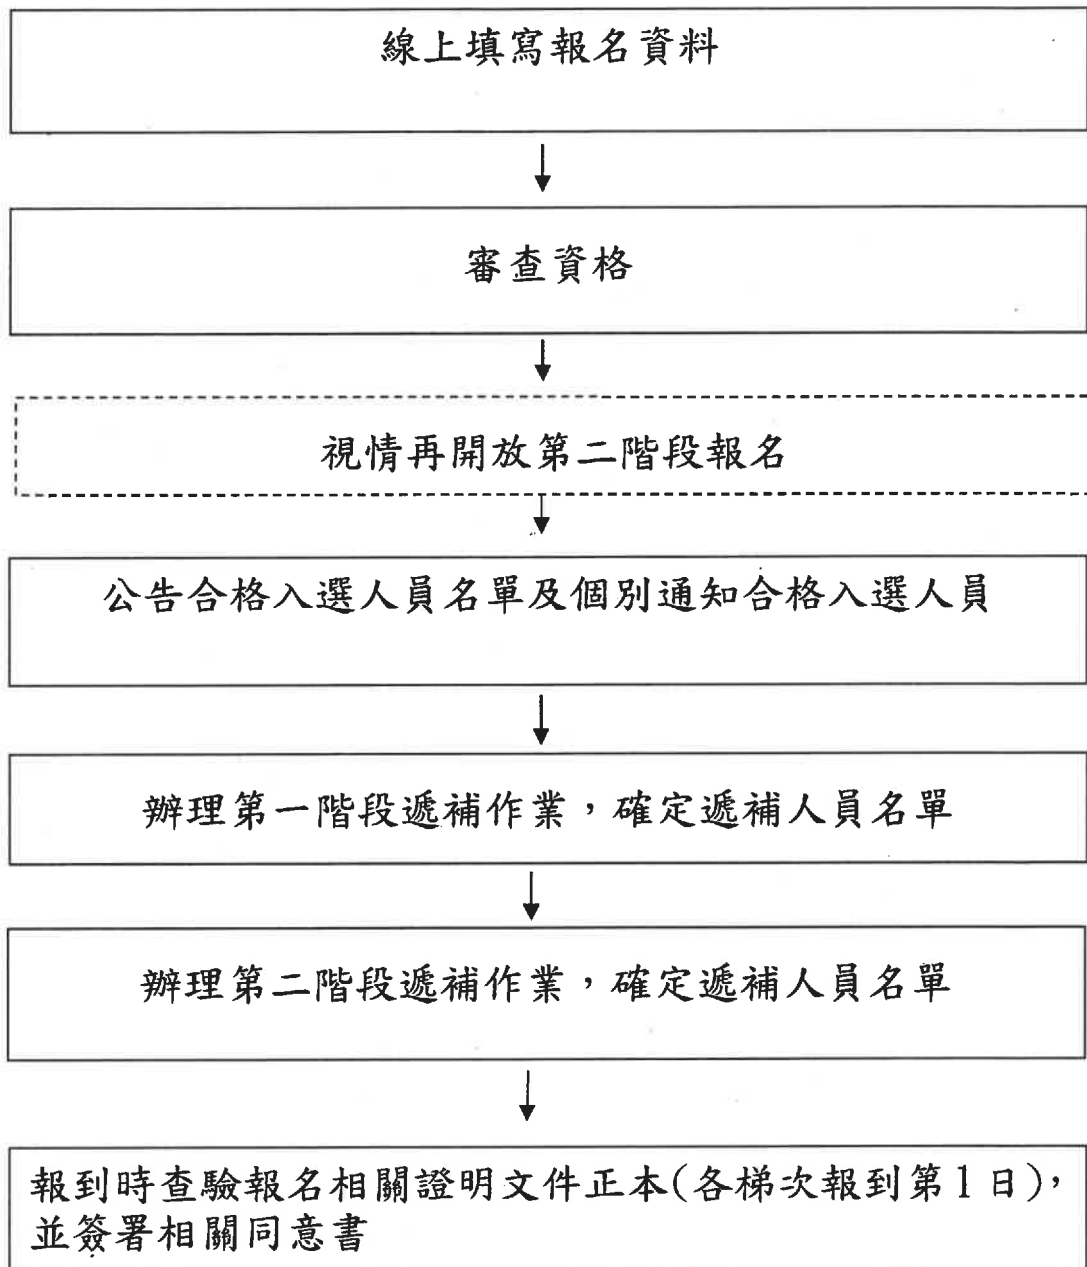 線上填寫報名資料
審查資格
視情再開放第二階段報名
公告合格入選人員名單及個別通知合格入選人員
辦理第一階段遞補作業，確定遞補人員名單
辦理第二階段遞補作業，確定遞補人員名單
報到時查驗報名相關證明文件正本(各梯次報到第1日)，
並簽署相關同意書